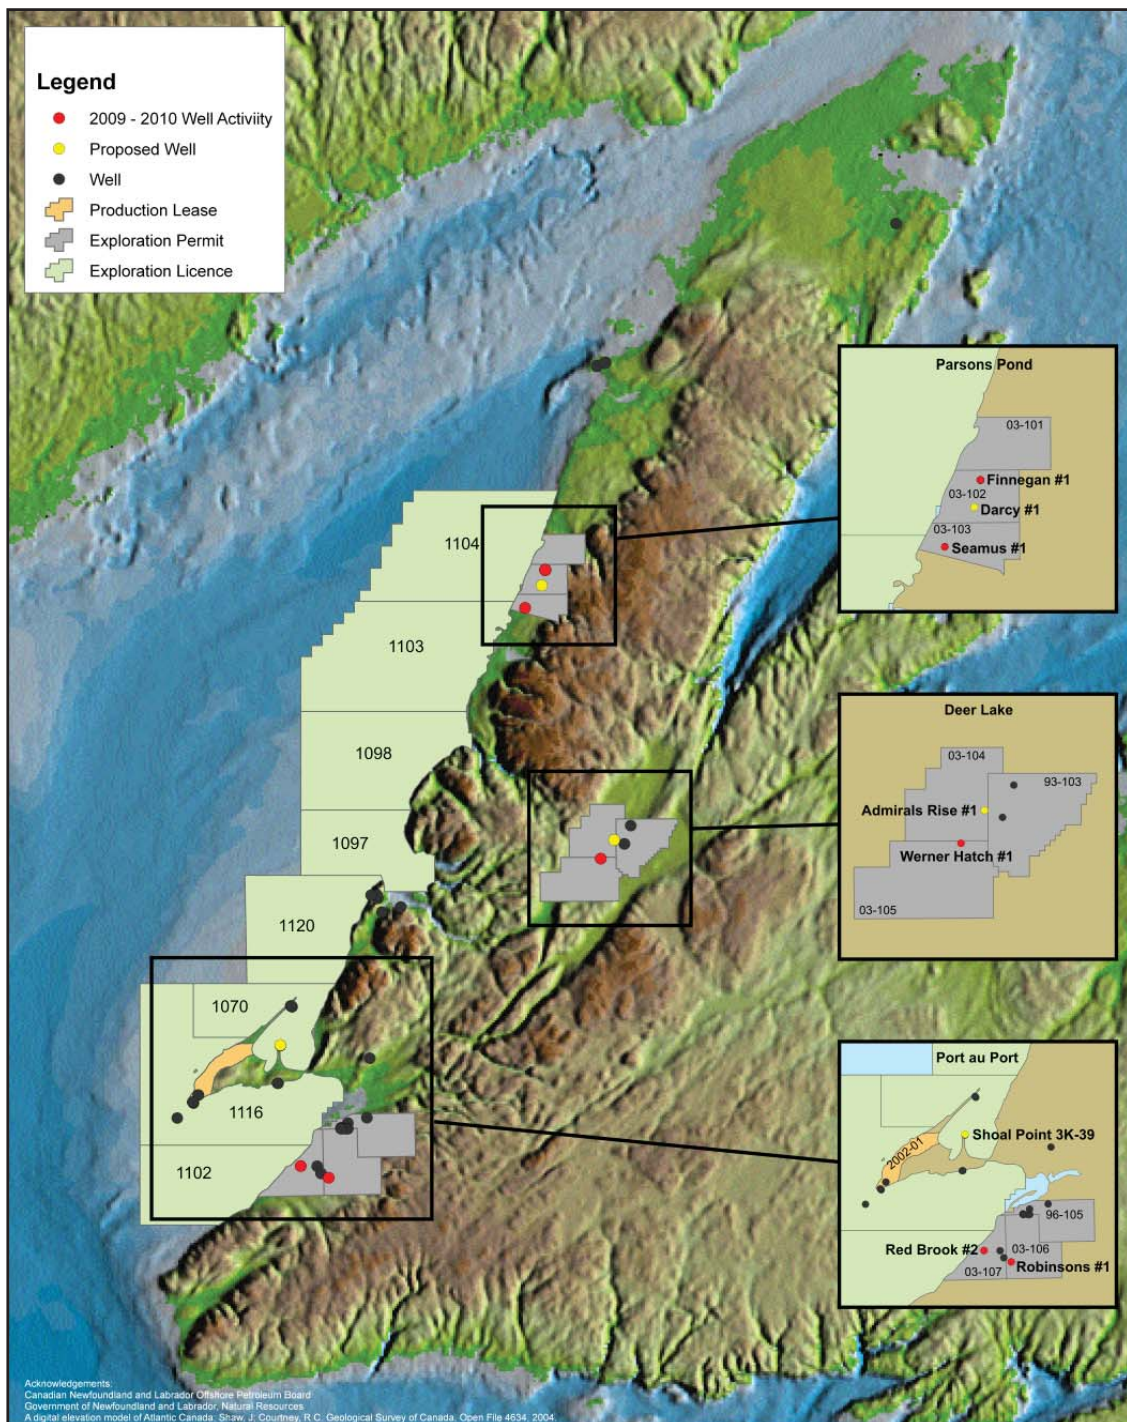 Legend
2009 - 2010 Well Activiity
Proposed Well
Well
Production Lease
Exploration Permit
Exploration Licence
Parsons Pond
03-101
Finnegan #1
03-102
Darcy #1
03-103
Seamus #1
1104
1103
1098
1097
1120
1070
1116
1102
Deer Lake
03-104
93-103
Admirals Rise #1
Werner Hatch #1
03-105
Port au Port
Shoal Point 3K-39
2002-01
96-105
Red Brook #2
03-106
Robinsons #1
03-107
Acknowledgements:
Canadian Newfoundland and Labrador Offshore Petroleum Board
Government of Newfoundland and Labrador, Natural Resources
A digital elevation model of Atlantic Canada, Shaw, J. Courtney, R.C. Geological Survey of Canada, Open File 4634, 2004.